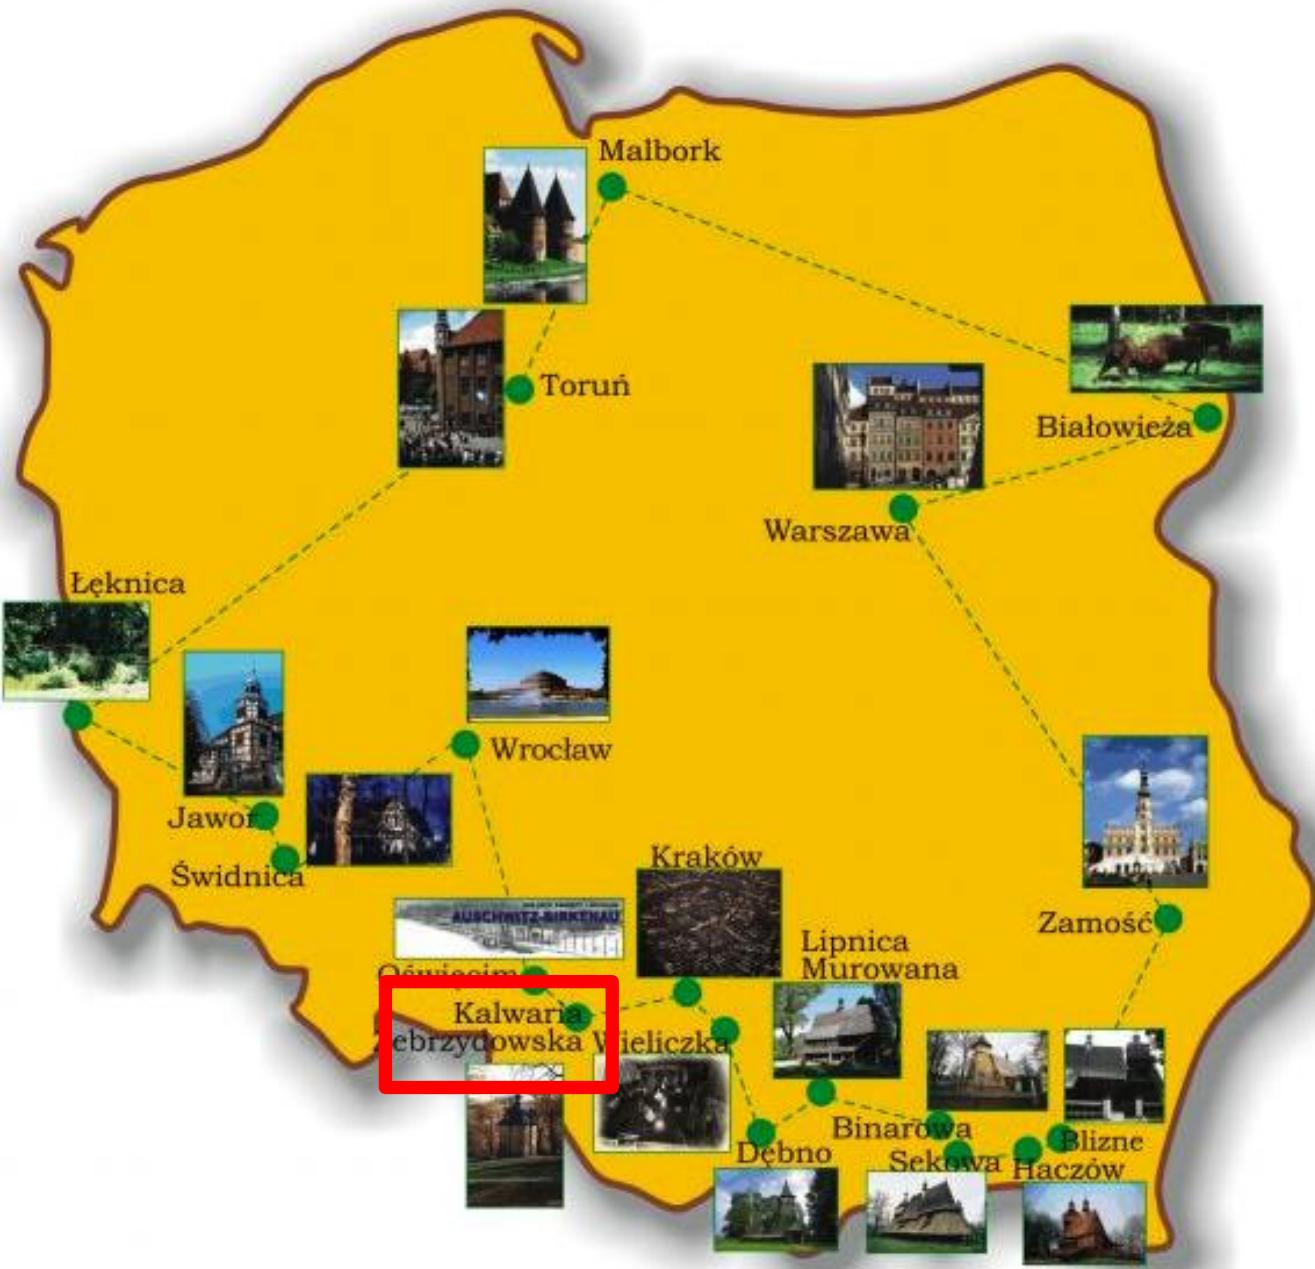 Malbork
Toruń
Białowieża
Warszawa
Łęknica
Wrocław
Jawor
Świdnica
Kraków
AUSCHWITZ-BIRKENAU
Zamość
Lipnica
Murowana
Oświęcim
Kalwaria
Zebrzydowska
Wieliczka
Binarowa
Blizne
Dębno
Sękowa
Haczów